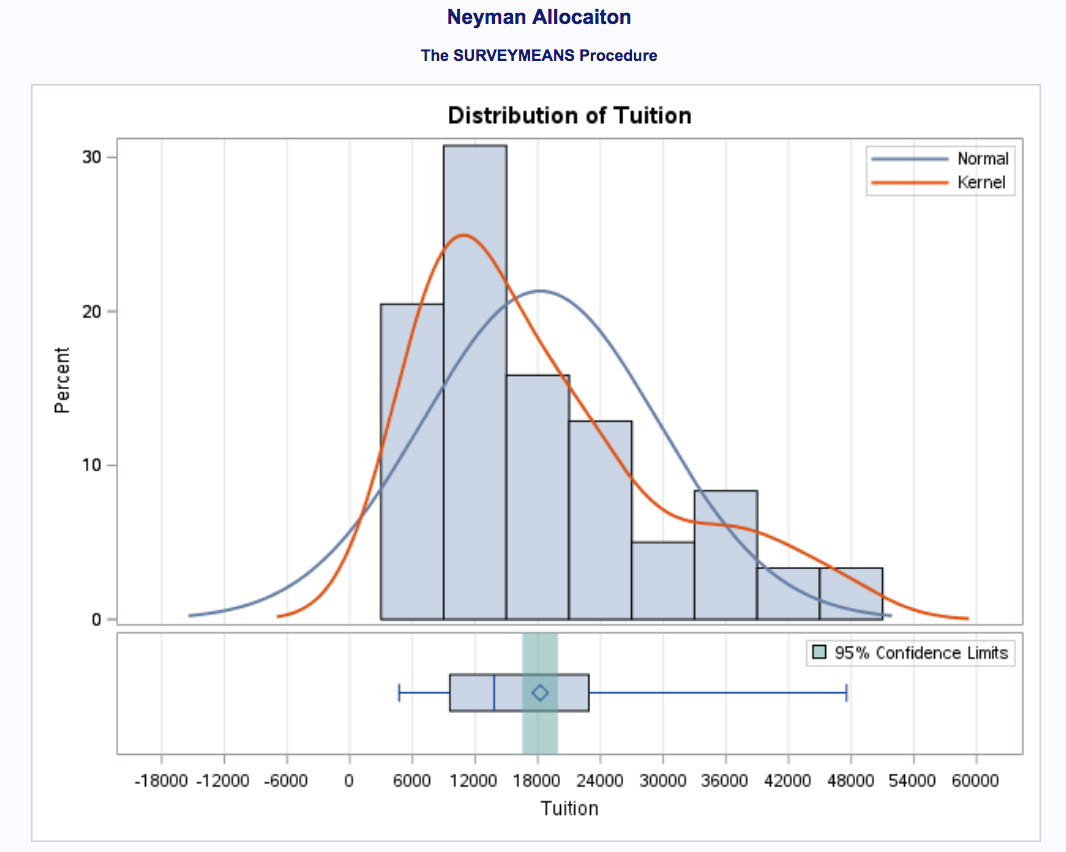 Neyman Allocaiton
The SURVEYMEANS Procedure
Distribution of Tuition
30
20
10
0
Percent
Normal
Kernel
95% Confidence Limits
-18000 -12000 -6000 0 6000 12000 18000 24000 30000 36000 42000 48000 54000 60000
Tuition